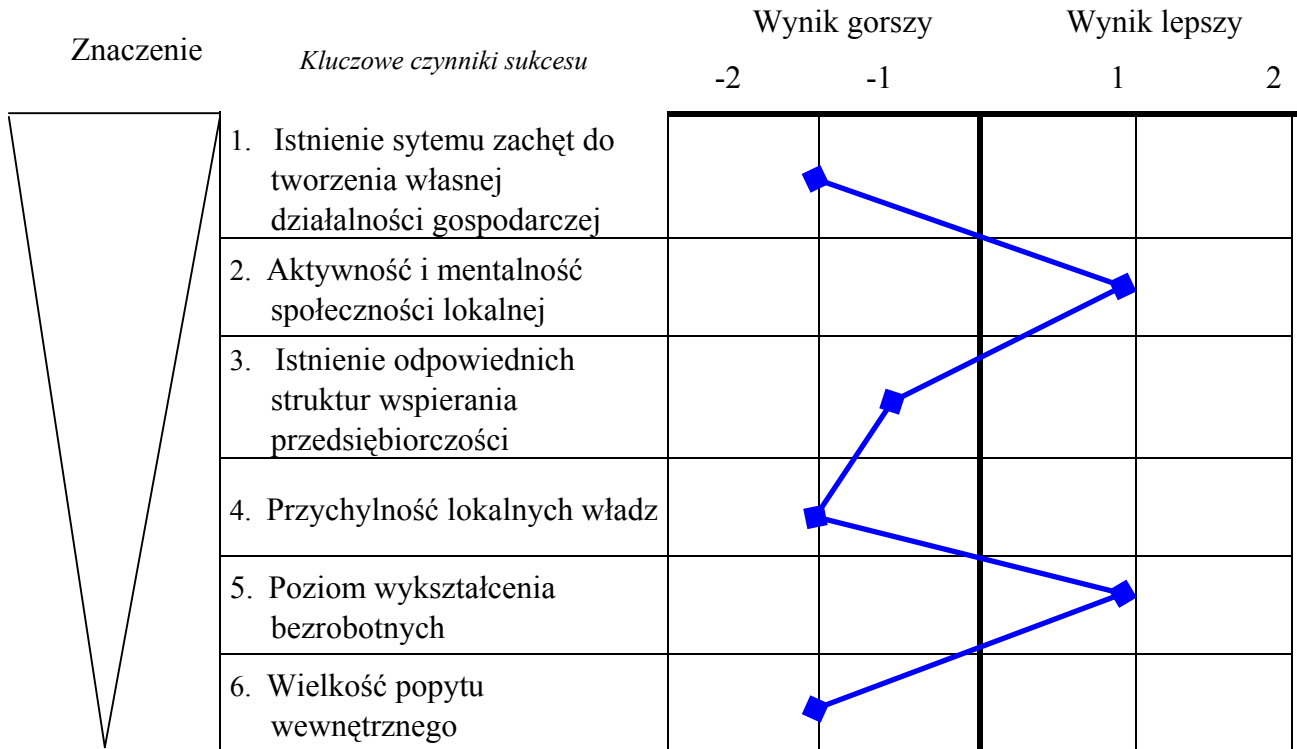 Wynik gorszy Wynik lepszy
Znaczenie Kluczowe czynniki sukcesu
-2 -1 1 2
1. Istnienie sytemu zachęt do
tworzenia własnej
działalności gospodarczej
2. Aktywność i mentalność
społeczności lokalnej
3. Istnienie odpowiednich
struktur wspierania
przedsiębiorczości
4. Przychylność lokalnych władz
5. Poziom wykształcenia
bezrobotnych
6. Wielkość popytu
wewnętrznego